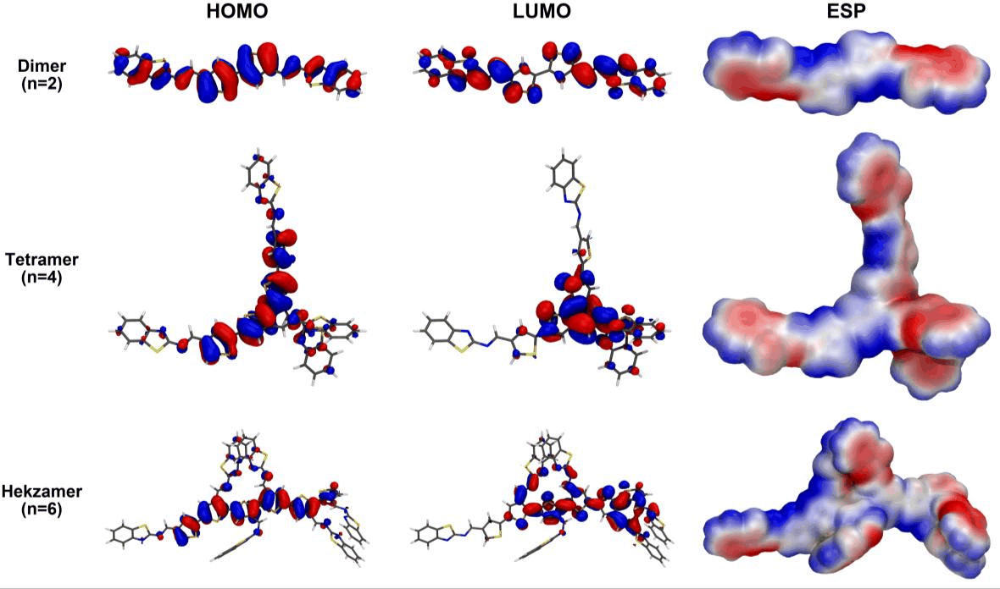 HOMO LUMO ESP
Dimer
(n=2)
Tetramer
(n=4)
Hekzamer
(n=6)